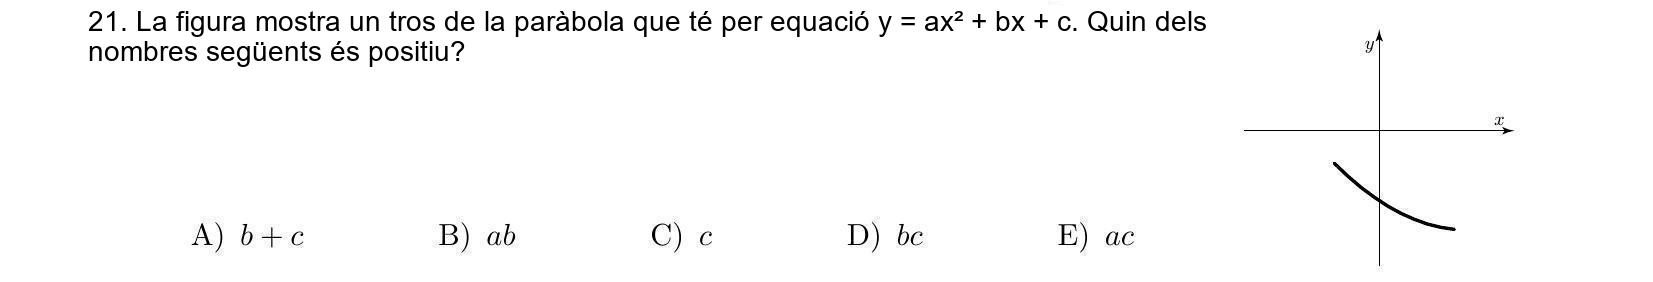 21. La figura mostra un tros de la paràbola que té per equació y = ax² + bx + c. Quin dels
nombres següents és positiu?
y
x
A) b + c B) ab C) c D) bc E) ac